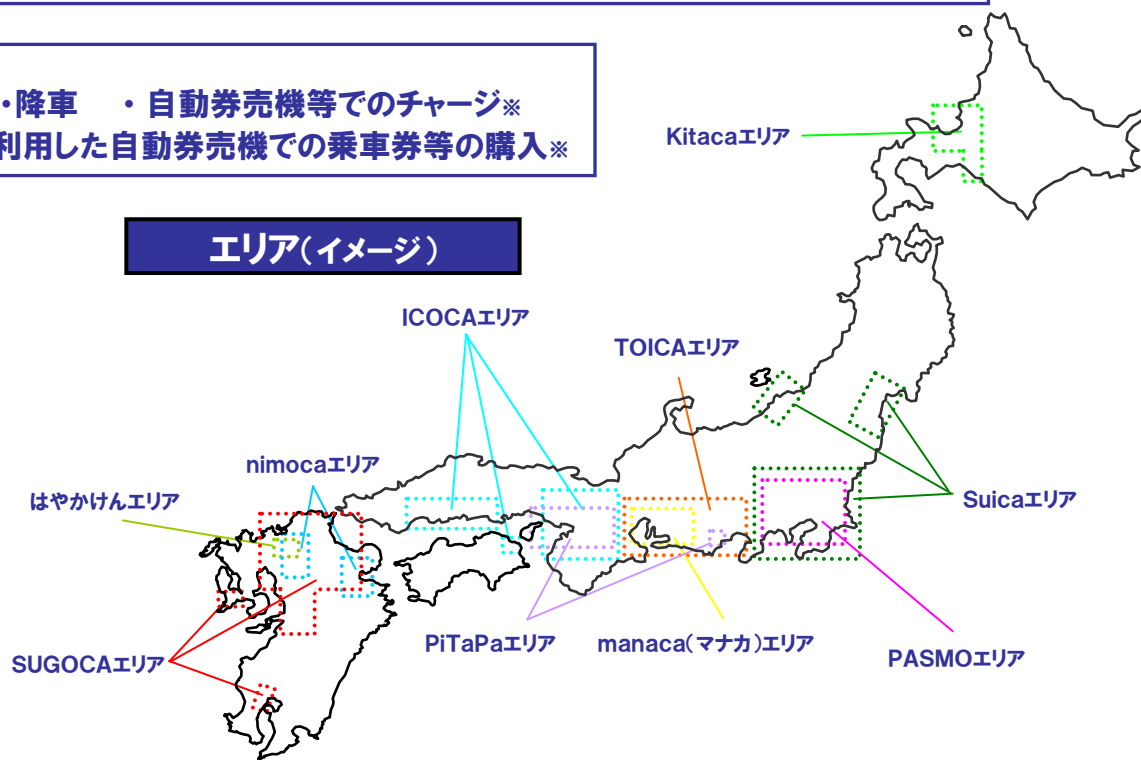 ・降車　・自動券売機等でのチャージ※
利用した自動券売機での乗車券等の購入※
エリア(イメージ)
Kitacaエリア
ICOCAエリア
TOICAエリア
nimocaエリア
はやかけんエリア
Suicaエリア
PiTaPaエリア
manaca(マナカ)エリア
PASMOエリア
SUGOCAエリア